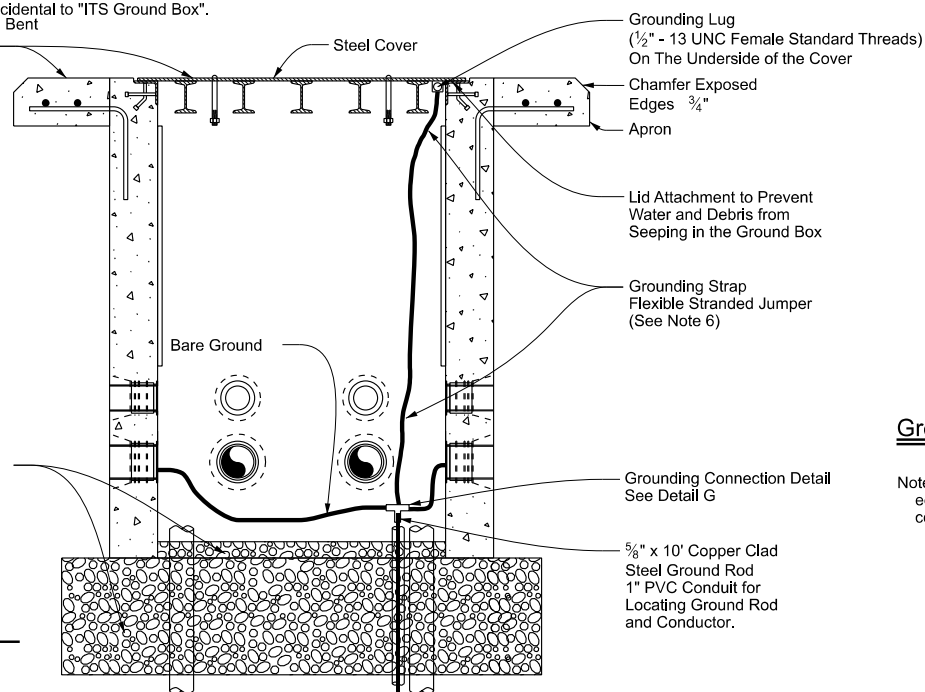 cidental to "ITS Ground Box".
Bent
Steel Cover
Grounding Lug
(½" - 13 UNC Female Standard Threads)
On The Underside of the Cover
Chamfer Exposed
Edges ¾"
Apron
Lid Attachment to Prevent
Water and Debris from
Seeping in the Ground Box
Grounding Strap
Flexible Stranded Jumper
(See Note 6)
Bare Ground
Gr
Note
e
c
Grounding Connection Detail
See Detail G
⅝" x 10' Copper Clad
Steel Ground Rod
1" PVC Conduit for
Locating Ground Rod
and Conductor.